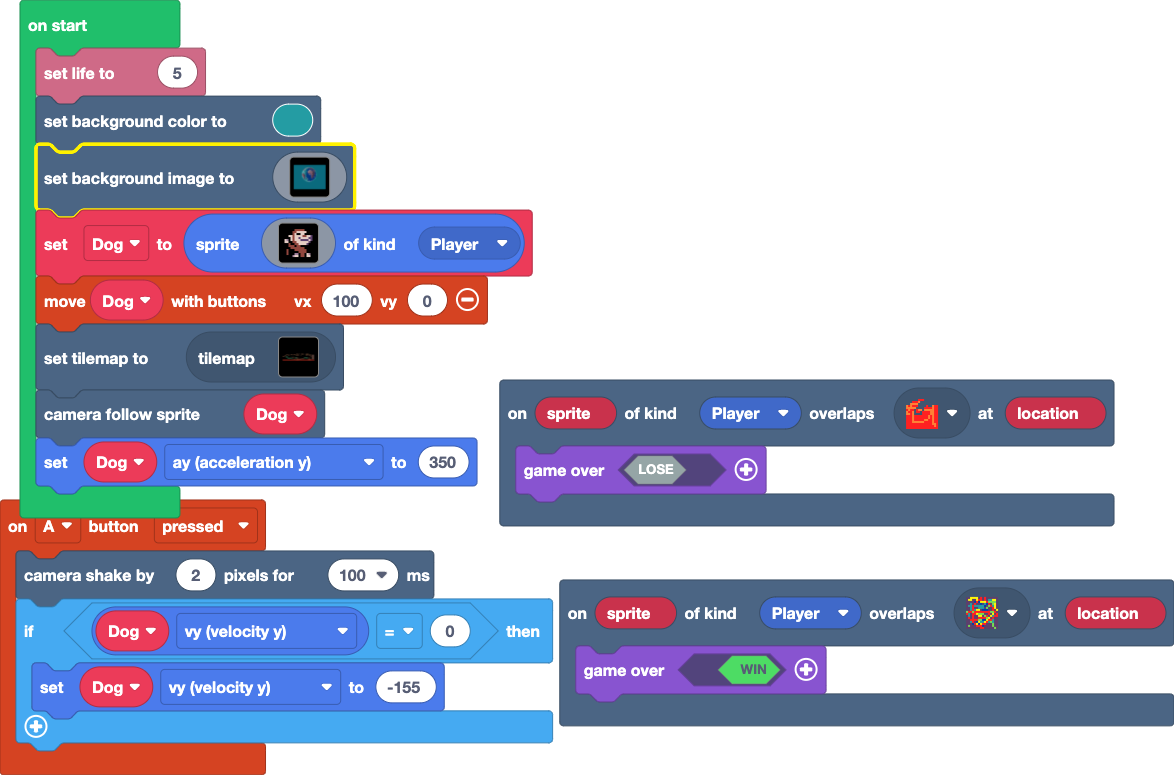 on start
set life to 5
set background color to
set background image to
set Dog to sprite of kind Player
move Dog with buttons vx 100 vy 0
set tilemap to tilemap
camera follow sprite Dog
set Dog ay (acceleration y) to 350
on A button pressed
camera shake by 2 pixels for 100 ms
if Dog vy (velocity y) = 0 then
set Dog vy (velocity y) to -155
on sprite of kind Player overlaps at location
game over LOSE
on sprite of kind Player overlaps at location
game over WIN